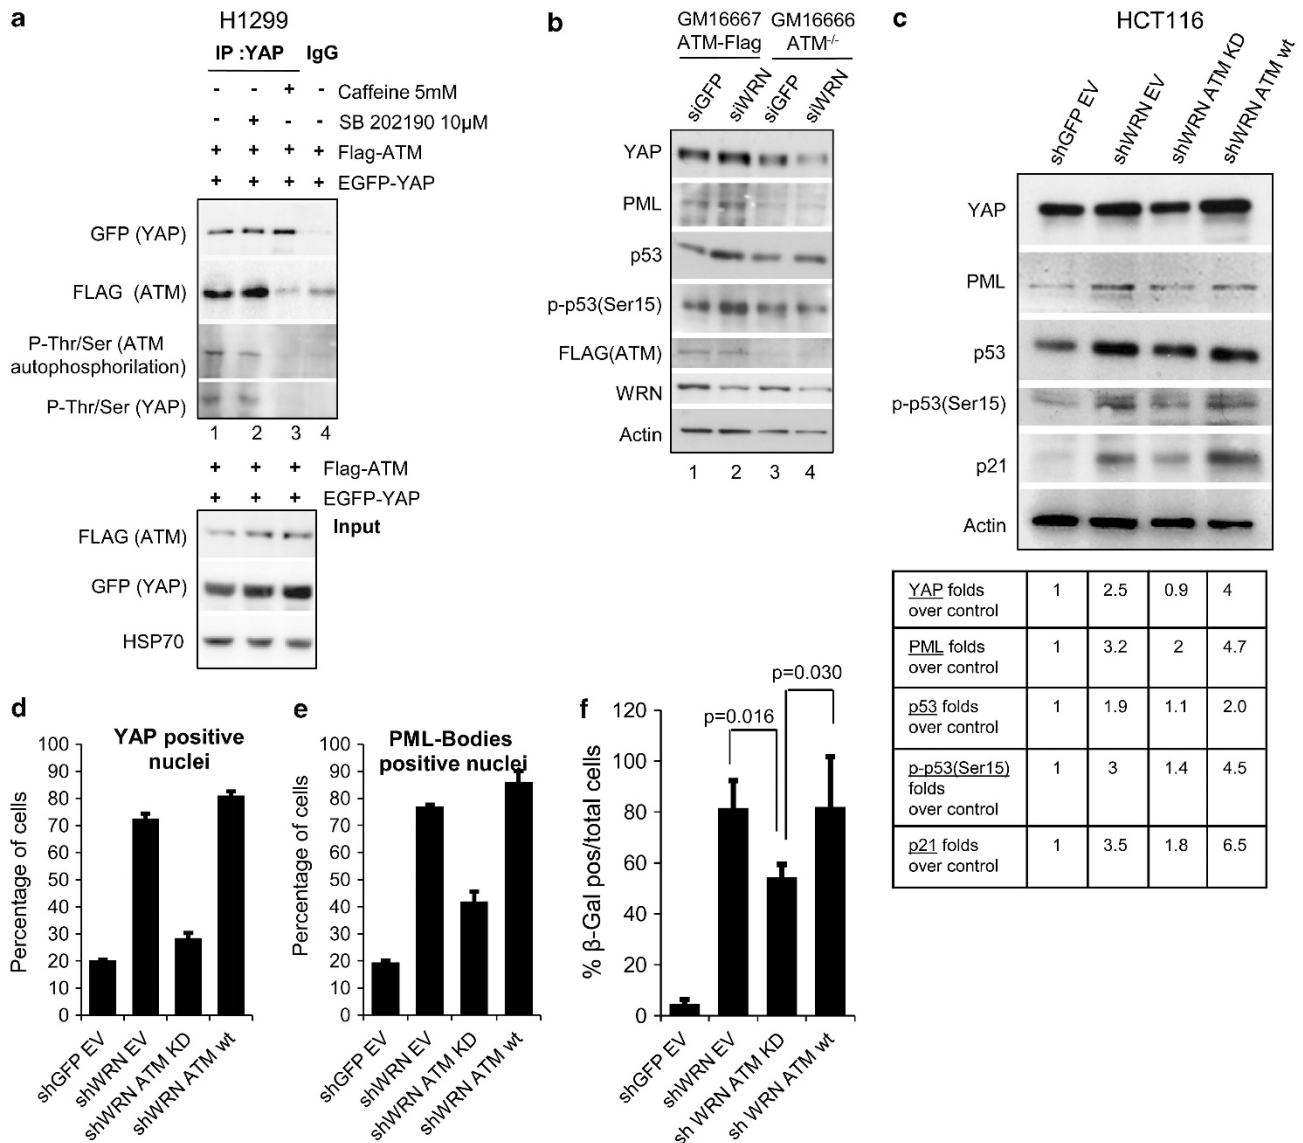 a
H1299
IP :YAP IgG
- - + - Caffeine 5mM
- + - - SB 202190 10µM
+ + + + Flag-ATM
+ + + + EGFP-YAP
GFP (YAP)
FLAG (ATM)
P-Thr/Ser (ATM
autophosphorilation)
P-Thr/Ser (YAP)
1 2 3 4
+ + + Flag-ATM
+ + + EGFP-YAP
Input
FLAG (ATM)
GFP (YAP)
HSP70
b
GM16667 GM16666
ATM-Flag ATM-/-
siGFP siWRN siGFP siWRN
YAP
PML
p53
p-p53(Ser15)
FLAG(ATM)
WRN
Actin
1 2 3 4
c
HCT116
shGFP EV shWRN EV shWRN ATM KD shWRN ATM wt
YAP
PML
p53
p-p53(Ser15)
p21
Actin
YAP folds
over control 1 2.5 0.9 4
PML folds
over control 1 3.2 2 4.7
p53 folds
over control 1 1.9 1.1 2.0
p-p53(Ser15)
folds
over control 1 3 1.4 4.5
p21 folds
over control 1 3.5 1.8 6.5
d
YAP positive
nuclei
Percentage of cells
100
90
80
70
60
50
40
30
20
10
0
shGFP EV shWRN EV shWRN ATM KD shWRN ATM wt
e
PML-Bodies
positive nuclei
Percentage of cells
100
90
80
70
60
50
40
30
20
10
0
shGFP EV shWRN EV shWRN ATM KD shWRN ATM wt
f
p=0.030
p=0.016
% β-Gal pos/total cells
120
100
80
60
40
20
0
shGFP EV shWRN EV sh WRN ATM KD sh WRN ATM wt